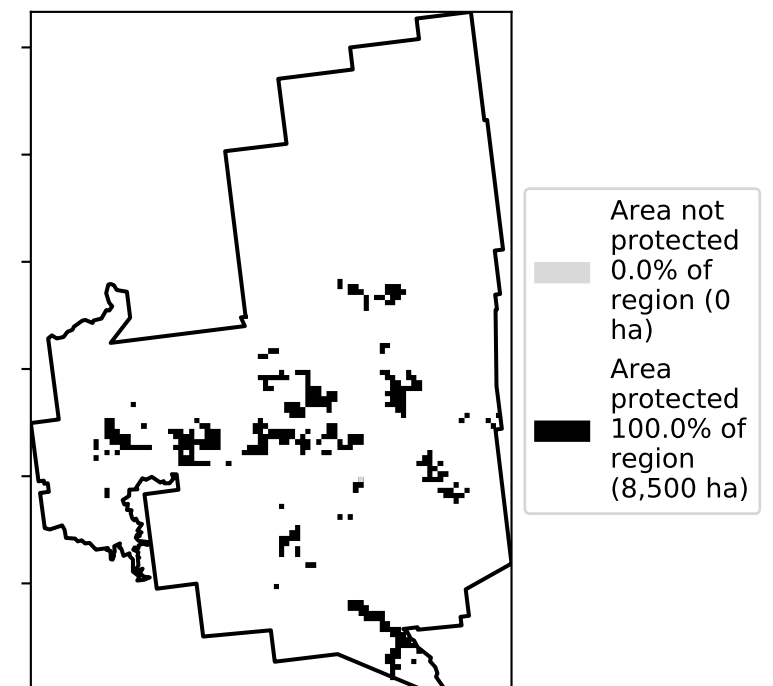 Area not
protected
0.0% of
region (0
ha)
Area
protected
100.0% of
region
(8,500 ha)